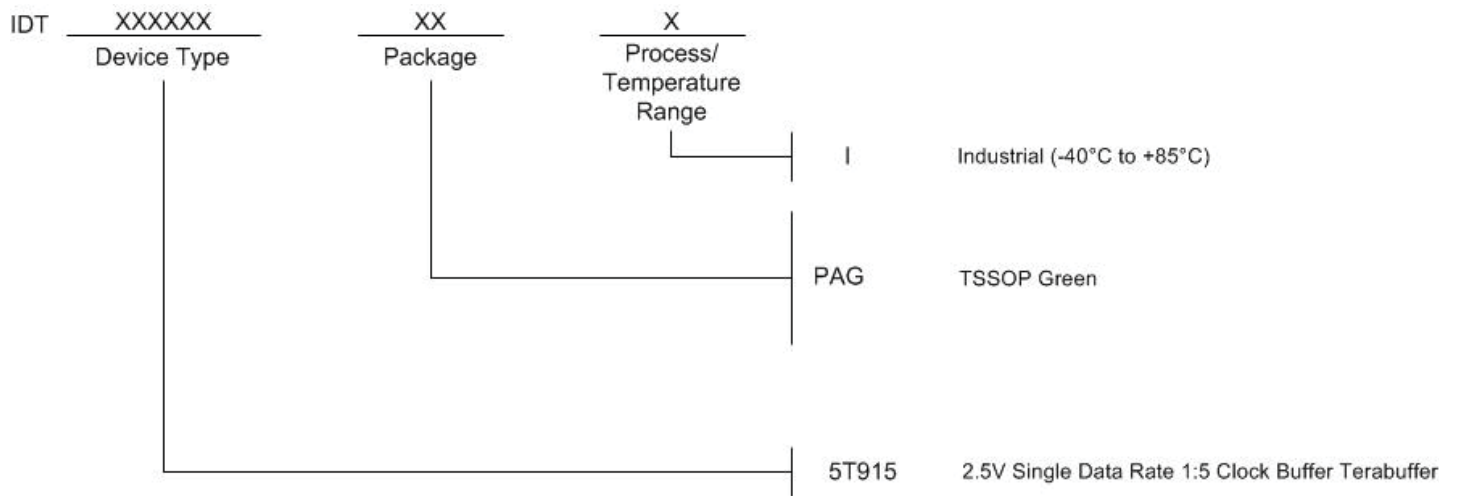 IDT XXXXXX XX X
Device Type Package Process/
Temperature
Range
I Industrial (-40°C to +85°C)
PAG TSSOP Green
5T915 2.5V Single Data Rate 1:5 Clock Buffer Terabuffer